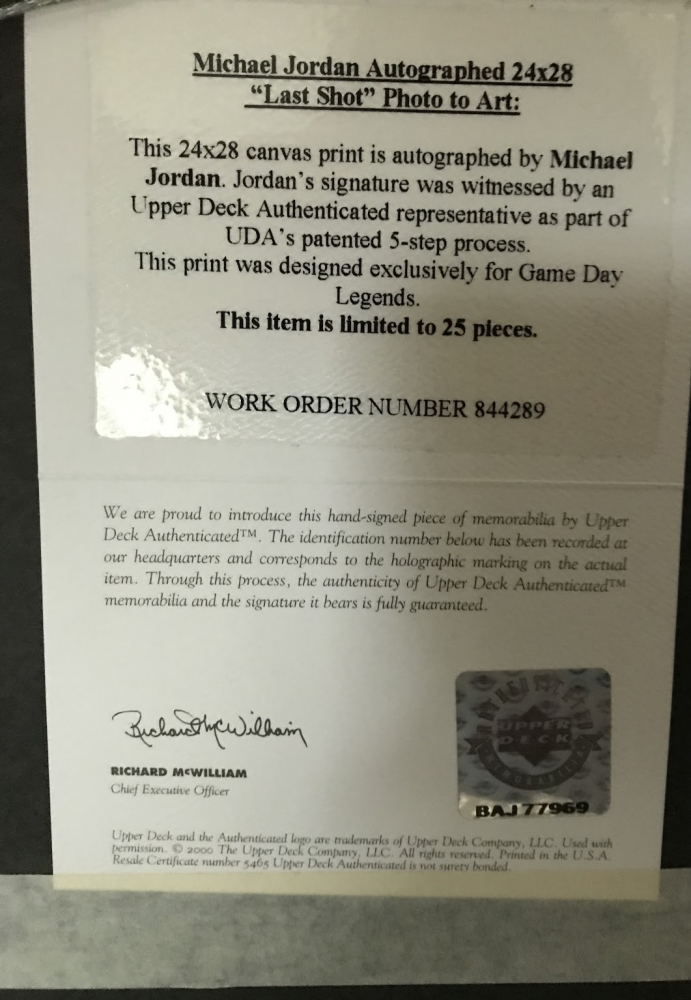 Michael Jordan Autographed 24x28
“Last Shot” Photo to Art:
This 24x28 canvas print is autographed by Michael
Jordan. Jordan’s signature was witnessed by an
Upper Deck Authenticated representative as part of
UDA’s patented 5-step process.
This print was designed exclusively for Game Day
Legends.
This item is limited to 25 pieces.
WORK ORDER NUMBER 844289
We are proud to introduce this hand-signed piece of memorabilia by Upper
Deck Authenticated™. The identification number below has been recorded at
our headquarters and corresponds to the holographic marking on the actual
item. Through this process, the authenticity of Upper Deck Authenticated™
memorabilia and the signature it bears is fully guaranteed.
Richard McWilliam
RICHARD McWILLIAM
Chief Executive Officer
UPPER
DECK
BAJ77969
Upper Deck and the Authenticated logo are trademarks of Upper Deck Company, LLC. Used with
permission. © 2000 The Upper Deck Company, LLC. All rights reserved. Printed in the U.S.A.
Resale Certificate number 5465 Upper Deck Authenticated is not surety bonded.